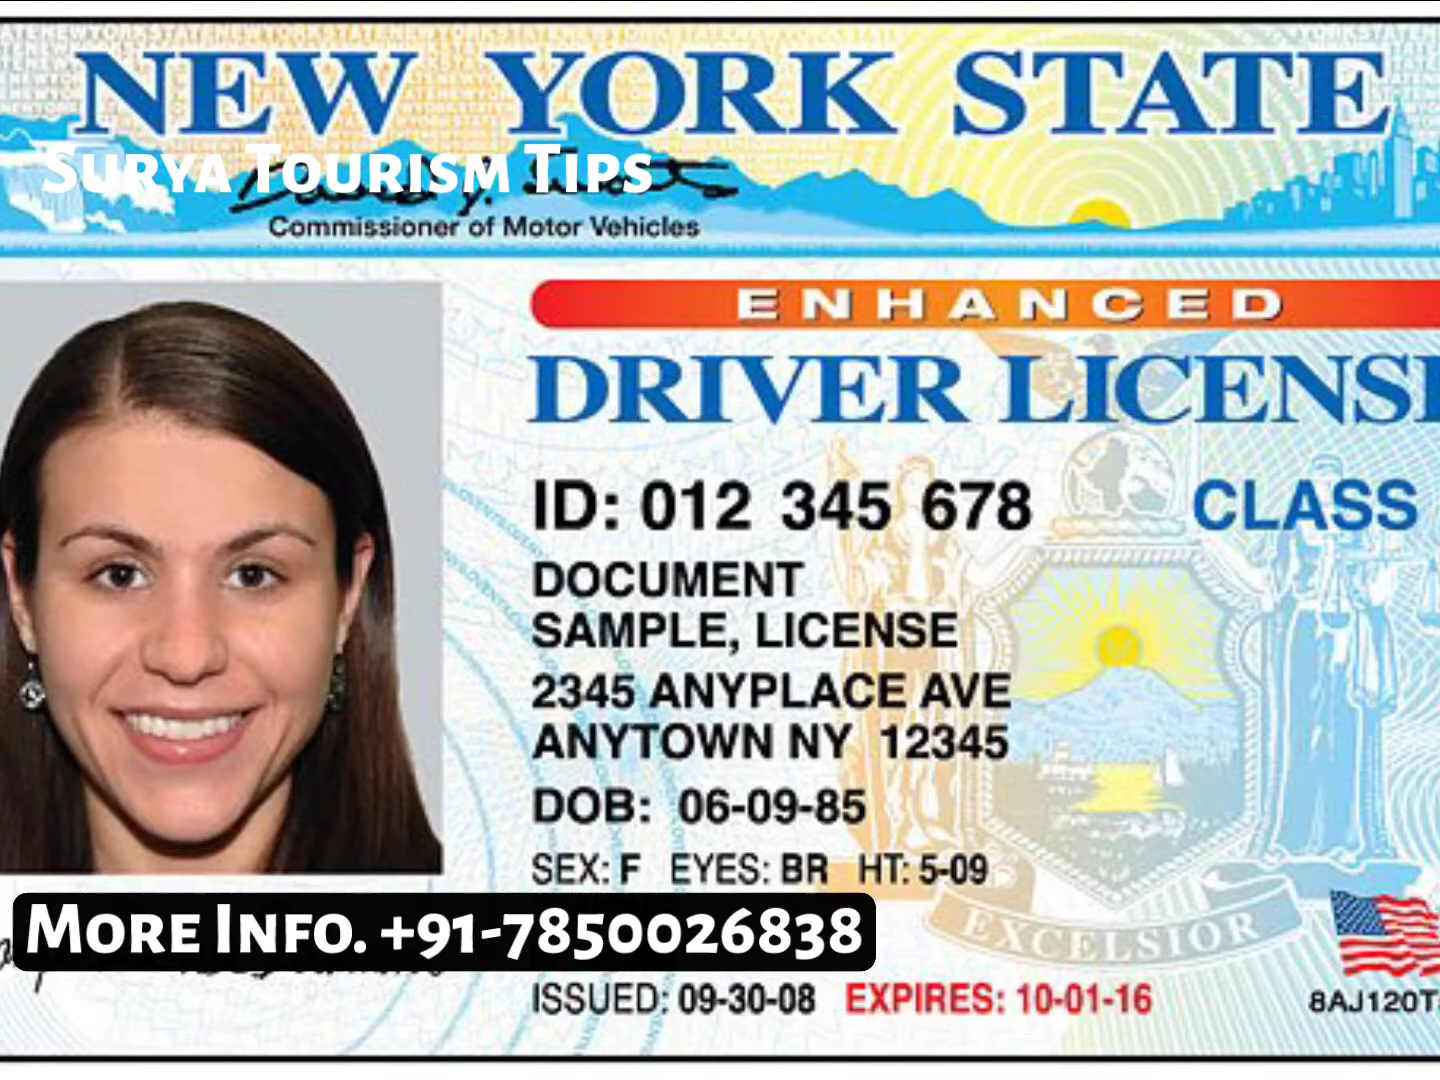 NEW YORK STATE
SURYA TOURISM TIPS
Commissioner of Motor Vehicles
ENHANCED
DRIVER LICENS
ID: 012 345 678 CLASS
DOCUMENT
SAMPLE, LICENSE
2345 ANYPLACE AVE
ANYTOWN NY 12345
DOB: 06-09-85
SEX: F EYES: BR HT: 5-09
MORE INFO. +91-7850026838
EXCELSIOR
ISSUED: 09-30-08 EXPIRES: 10-01-16
8AJ120T